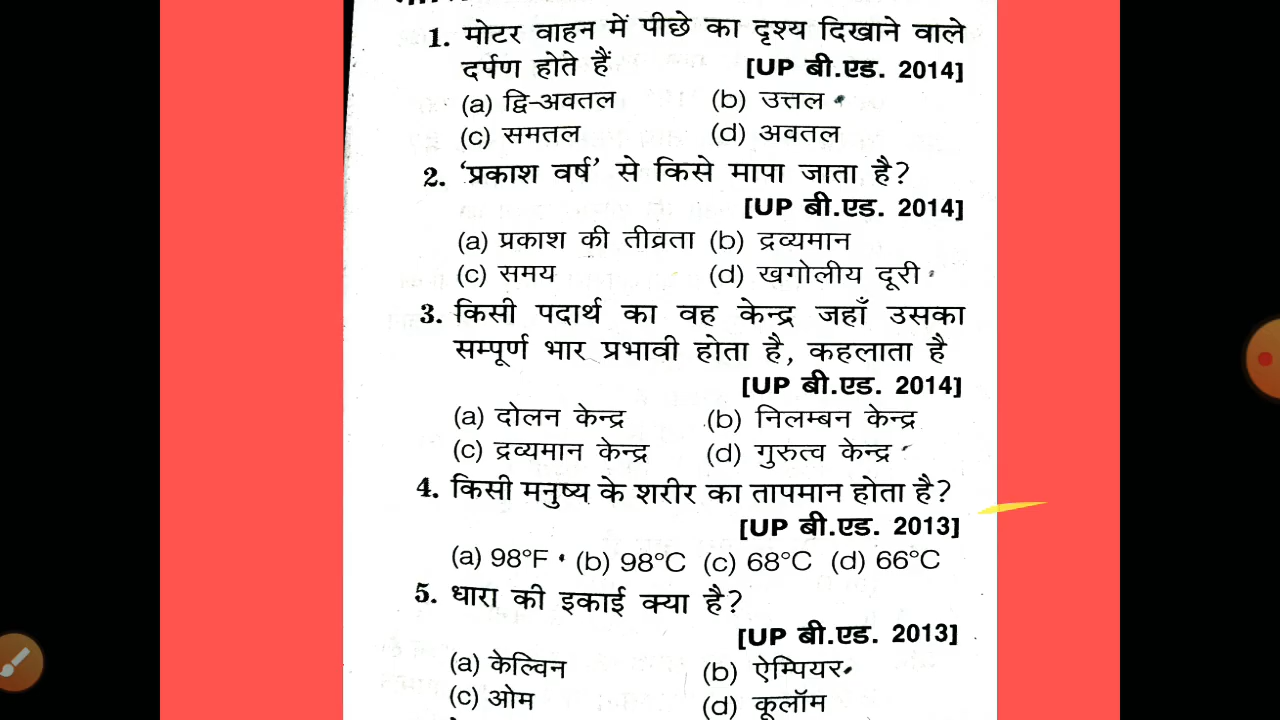 1. मोटर वाहन में पीछे का दृश्य दिखाने वाले
दर्पण होते हैं [UP बी.एड. 2014]
(a) द्वि-अवतल (b) उत्तल
(c) समतल (d) अवतल
2. ‘प्रकाश वर्ष’ से किसे मापा जाता है?
[UP बी.एड. 2014]
(a) प्रकाश की तीव्रता (b) द्रव्यमान
(c) समय (d) खगोलीय दूरी
3. किसी पदार्थ का वह केन्द्र जहाँ उसका
सम्पूर्ण भार प्रभावी होता है, कहलाता है
[UP बी.एड. 2014]
(a) दोलन केन्द्र (b) निलम्बन केन्द्र
(c) द्रव्यमान केन्द्र (d) गुरुत्व केन्द्र
4. किसी मनुष्य के शरीर का तापमान होता है?
[UP बी.एड. 2013]
(a) 98°F (b) 98°C (c) 68°C (d) 66°C
5. धारा की इकाई क्या है?
[UP बी.एड. 2013]
(a) केल्विन (b) ऐम्पियर
(c) ओम (d) कूलॉम